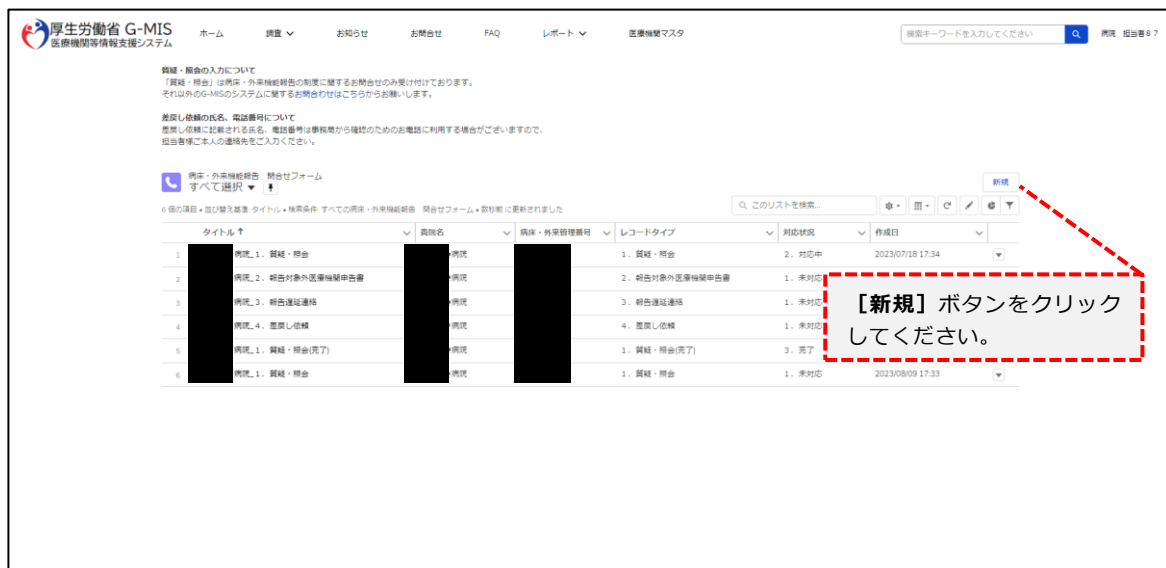 厚生労働省 G-MIS
医療機関等情報支援システム
ホーム 調査 お知らせ お問合せ FAQ レポート 医療機関マスタ 検索キーワードを入力してください 病院 担当者87
質疑・照会の入力について
「質疑・照会」は病床・外来機能報告の制度に関するお問合せのみ受け付けております。
それ以外のG-MISのシステムに関するお問合わせはこちらからお願いします。
差戻し依頼の氏名、電話番号について
差戻し依頼に記載される氏名、電話番号は事務局から確認のためのお電話に利用する場合がございますので、
担当者様ご本人の連絡先をご入力ください。
病床・外来機能報告 問合せフォーム
すべて選択
新規
6 個の項目 • 並び替え基準: タイトル • 検索条件: すべての病床・外来機能報告 問合せフォーム • 数秒前 に更新されました
このリストを検索...
タイトル ↑ 貴院名 病床・外来管理番号 レコードタイプ 対応状況 作成日
1 病院_1. 質疑・照会 病院 1. 質疑・照会 2. 対応中 2023/07/18 17:34
2 病院_2. 報告対象外医療機関申告書 病院 2. 報告対象外医療機関申告書 1. 未対応
3 病院_3. 報告遅延連絡 病院 3. 報告遅延連絡 1. 未対応
4 病院_4. 差戻し依頼 病院 4. 差戻し依頼 1. 未対応
5 病院_1. 質疑・照会(完了) 病院 1. 質疑・照会(完了) 3. 完了
6 病院_1. 質疑・照会 病院 1. 質疑・照会 1. 未対応 2023/08/09 17:33
[新規]ボタンをクリック
してください。